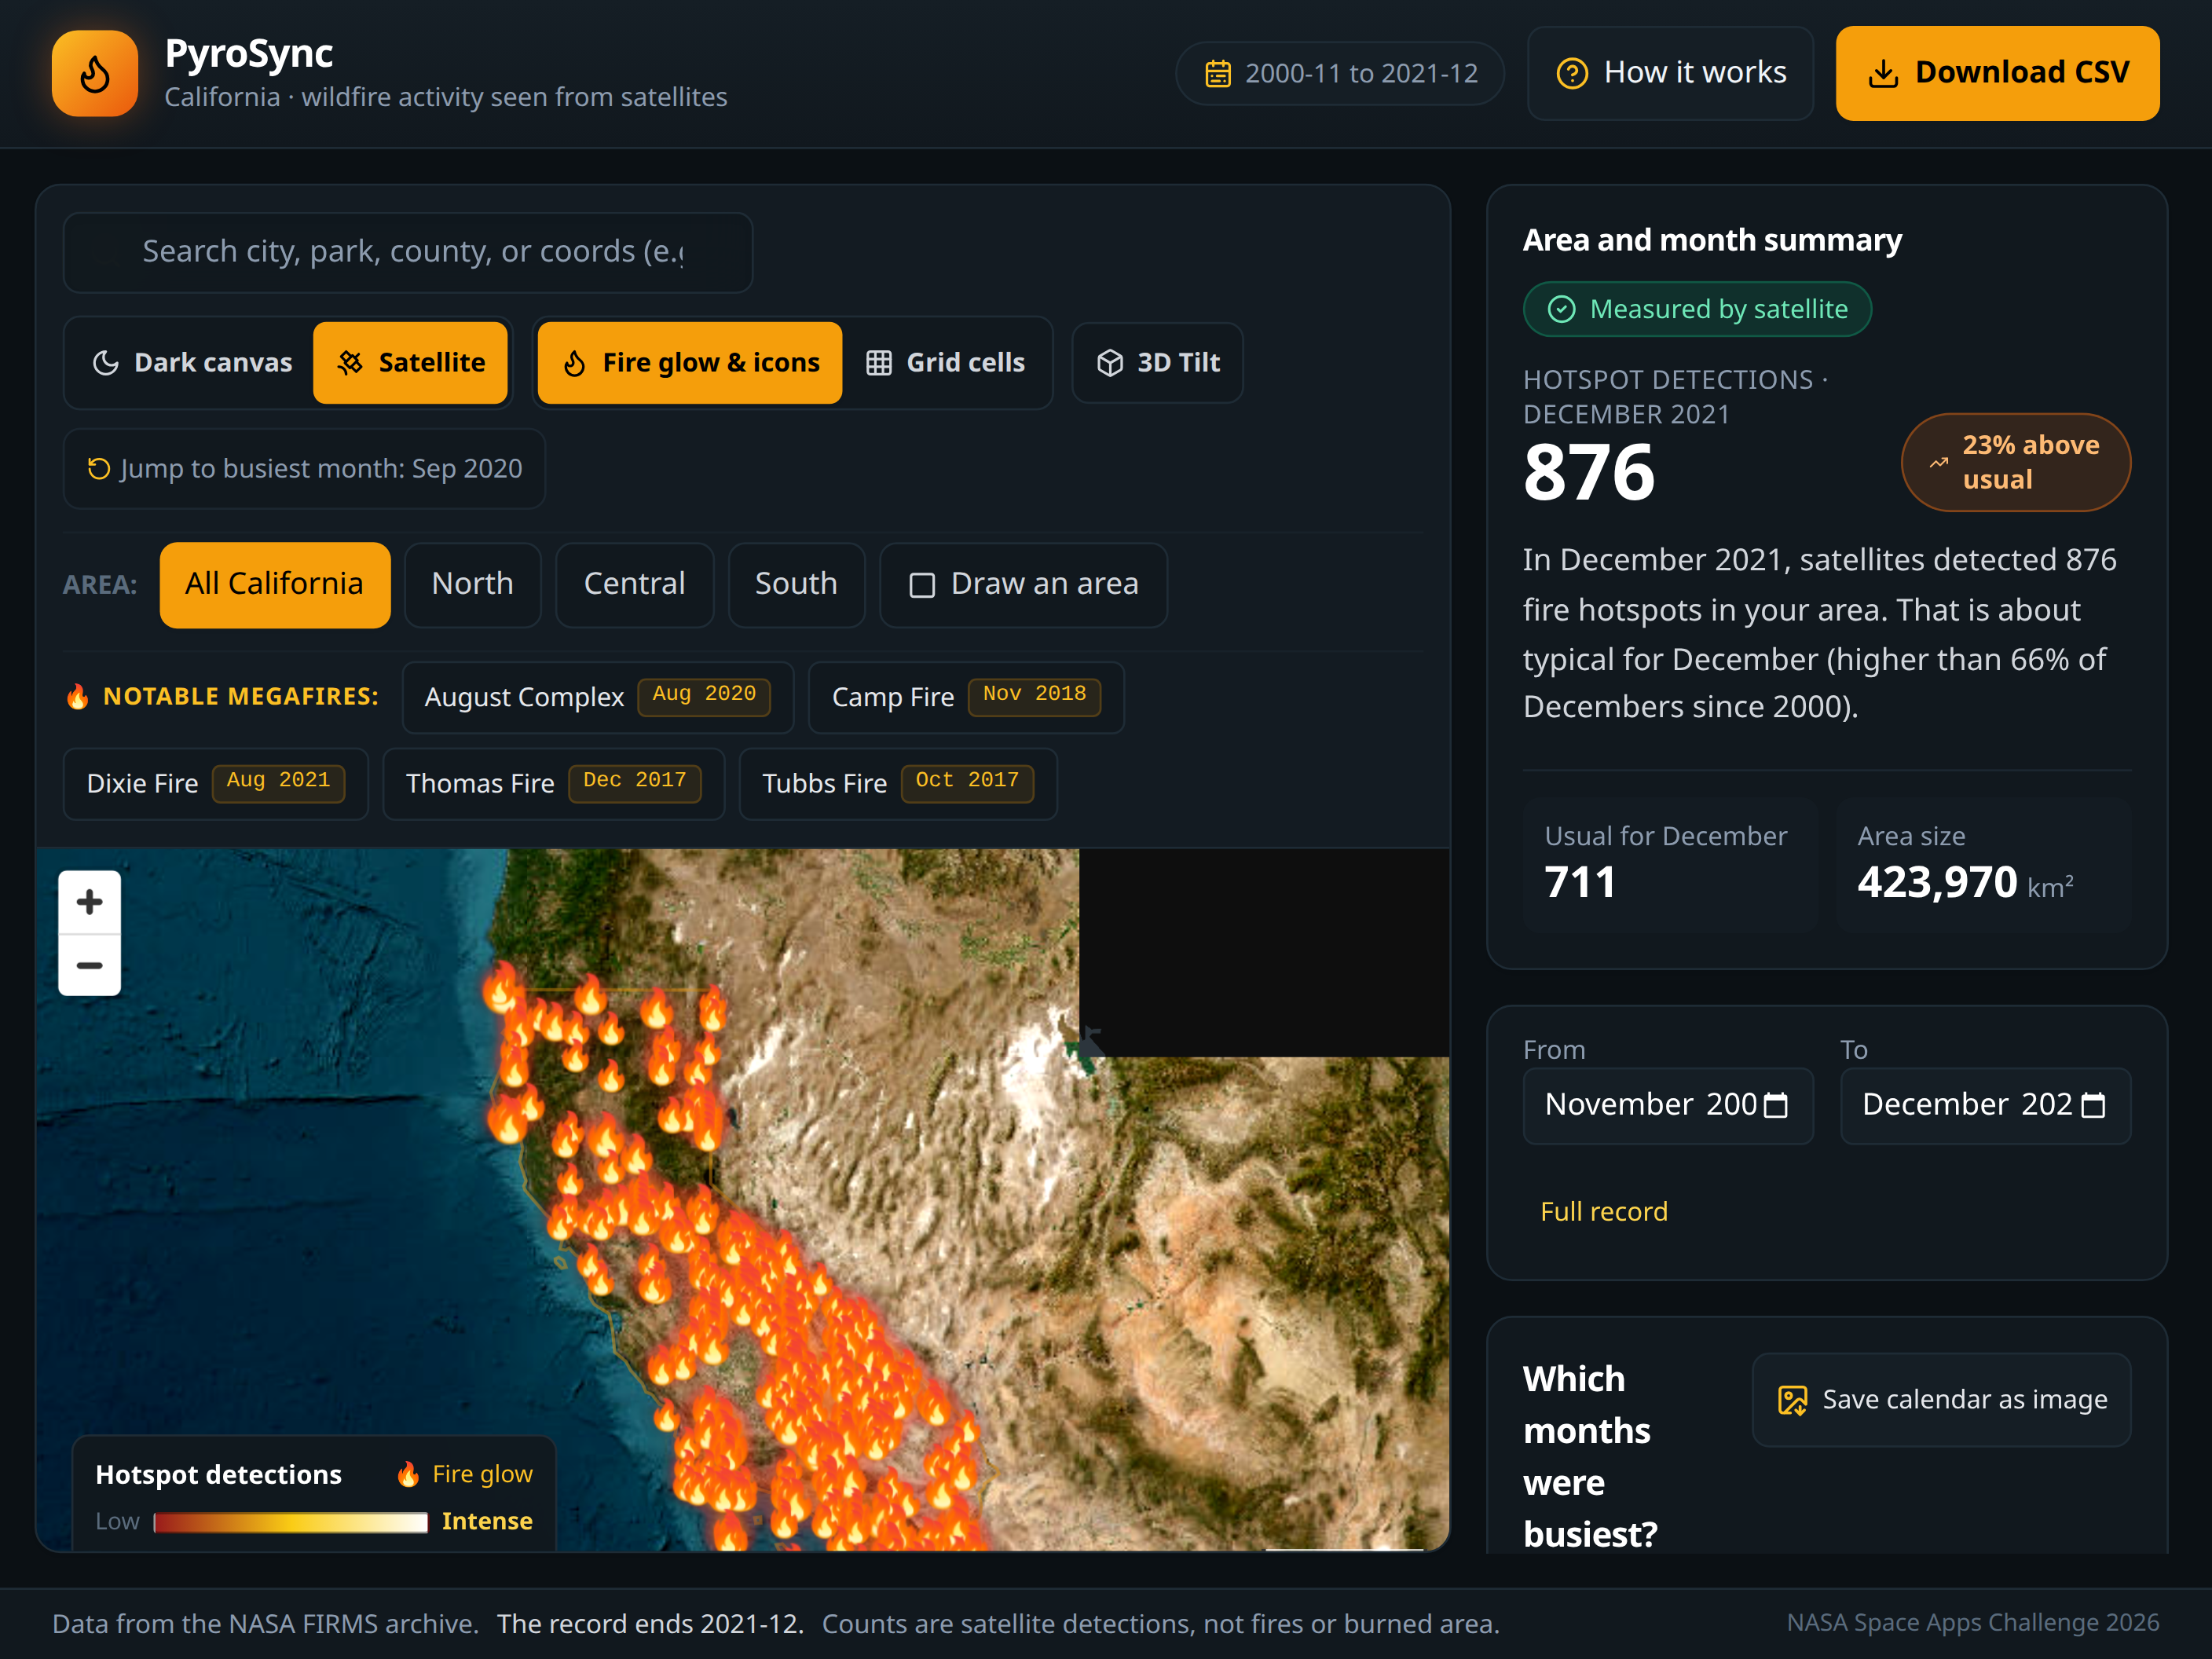 PyroSync
California · wildfire activity seen from satellites
2000-11 to 2021-12
How it works
Download CSV
Search city, park, county, or coords (e.g
Dark canvas
Satellite
Fire glow & icons
Grid cells
3D Tilt
Jump to busiest month: Sep 2020
AREA:
All California
North
Central
South
Draw an area
NOTABLE MEGAFIRES:
August Complex Aug 2020
Camp Fire Nov 2018
Dixie Fire Aug 2021
Thomas Fire Dec 2017
Tubbs Fire Oct 2017
+
−
Hotspot detections
Fire glow
Low
Intense
Area and month summary
Measured by satellite
HOTSPOT DETECTIONS ·
DECEMBER 2021
876
23% above
usual
In December 2021, satellites detected 876
fire hotspots in your area. That is about
typical for December (higher than 66% of
Decembers since 2000).
Usual for December
711
Area size
423,970 km²
From
November 200
To
December 202
Full record
Which
months
were
busiest?
Save calendar as image
Data from the NASA FIRMS archive. The record ends 2021-12. Counts are satellite detections, not fires or burned area.
NASA Space Apps Challenge 2026